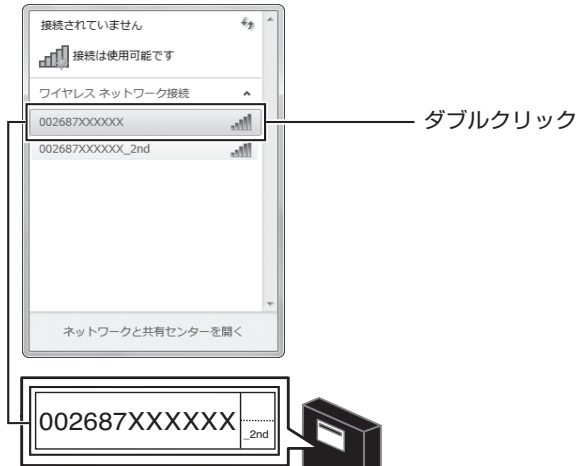 接続されていません
接続は使用可能です
ワイヤレス ネットワーク接続
002687XXXXXX
ダブルクリック
002687XXXXXX_2nd
ネットワークと共有センターを開く
002687XXXXXX
_2nd